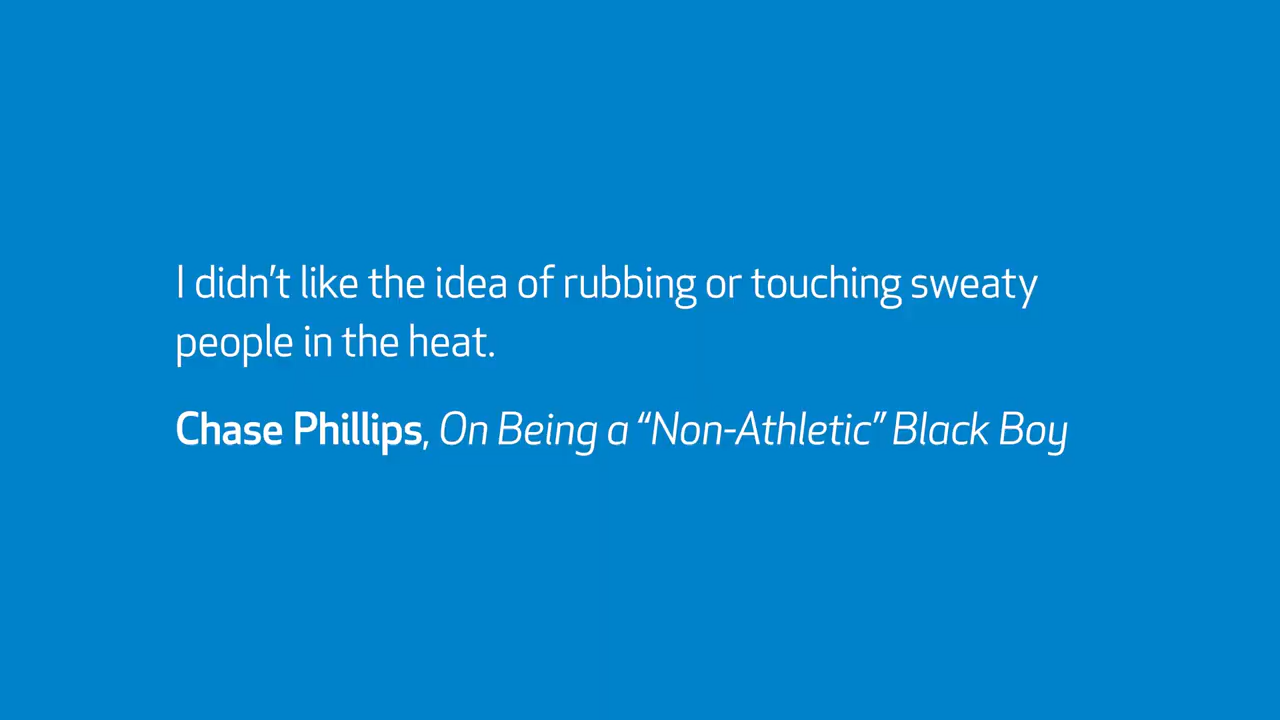 I didn’t like the idea of rubbing or touching sweaty
people in the heat.
Chase Phillips, On Being a “Non-Athletic” Black Boy